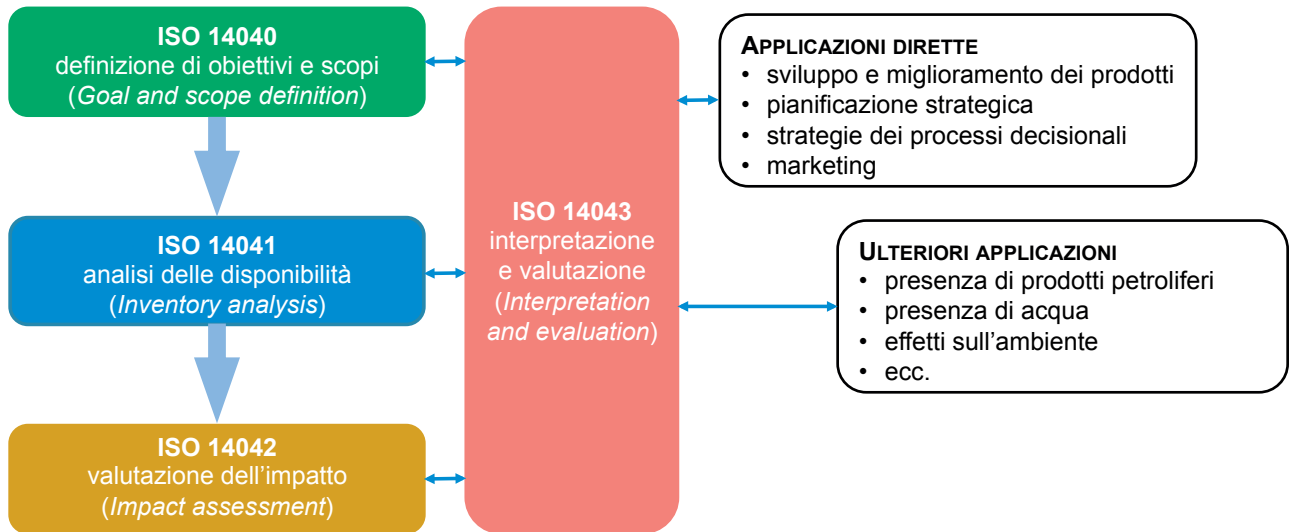 ISO 14040
definizione di obiettivi e scopi
(Goal and scope definition)
ISO 14041
analisi delle disponibilità
(Inventory analysis)
ISO 14042
valutazione dell’impatto
(Impact assessment)
ISO 14043
interpretazione
e valutazione
(Interpretation
and evaluation)
APPLICAZIONI DIRETTE
• sviluppo e miglioramento dei prodotti
• pianificazione strategica
• strategie dei processi decisionali
• marketing
ULTERIORI APPLICAZIONI
• presenza di prodotti petroliferi
• presenza di acqua
• effetti sull’ambiente
• ecc.